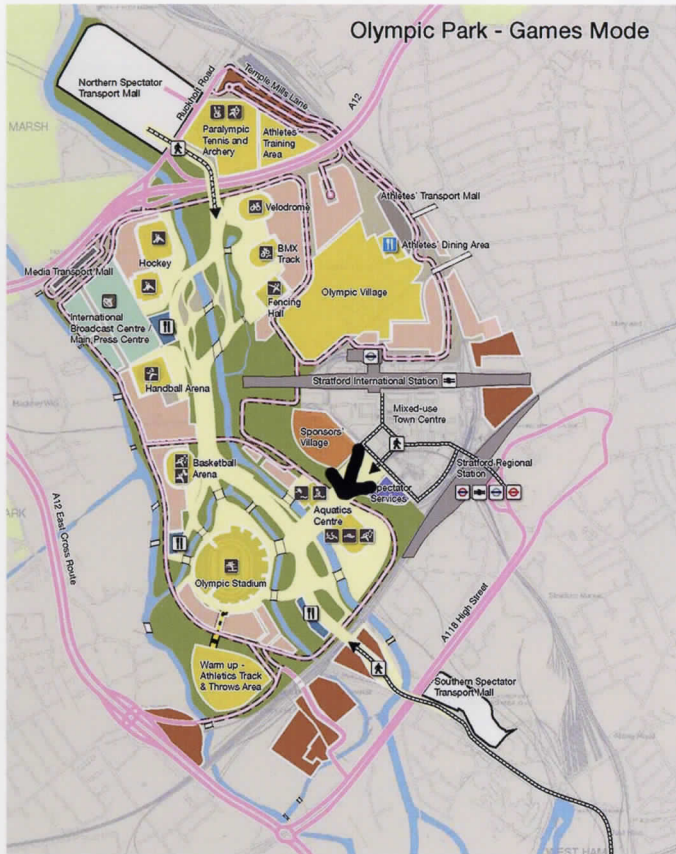 Olympic Park - Games Mode
Northern Spectator
Transport Mall
Ruckholt Road
Temple Mills Lane
A12
MARSH
Paralympic
Tennis and
Archery
Athletes'
Training
Area
Athletes' Transport Mall
Velodrome
Hockey
BMX
Track
Athletes' Dining Area
Media Transport Mall
Fencing
Hall
Olympic Village
International
Broadcast Centre /
Main Press Centre
Stratford International Station
Handball Arena
Mixed-use
Town Centre
Sponsors'
Village
Basketball
Arena
Stratford Regional
Station
Spectator
Services
Aquatics
Centre
A12 East Cross Route
ARK
Olympic Stadium
A118 High Street
Warm up -
Athletics Track
& Throws Area
Southern Spectator
Transport Mall
WEST HAM